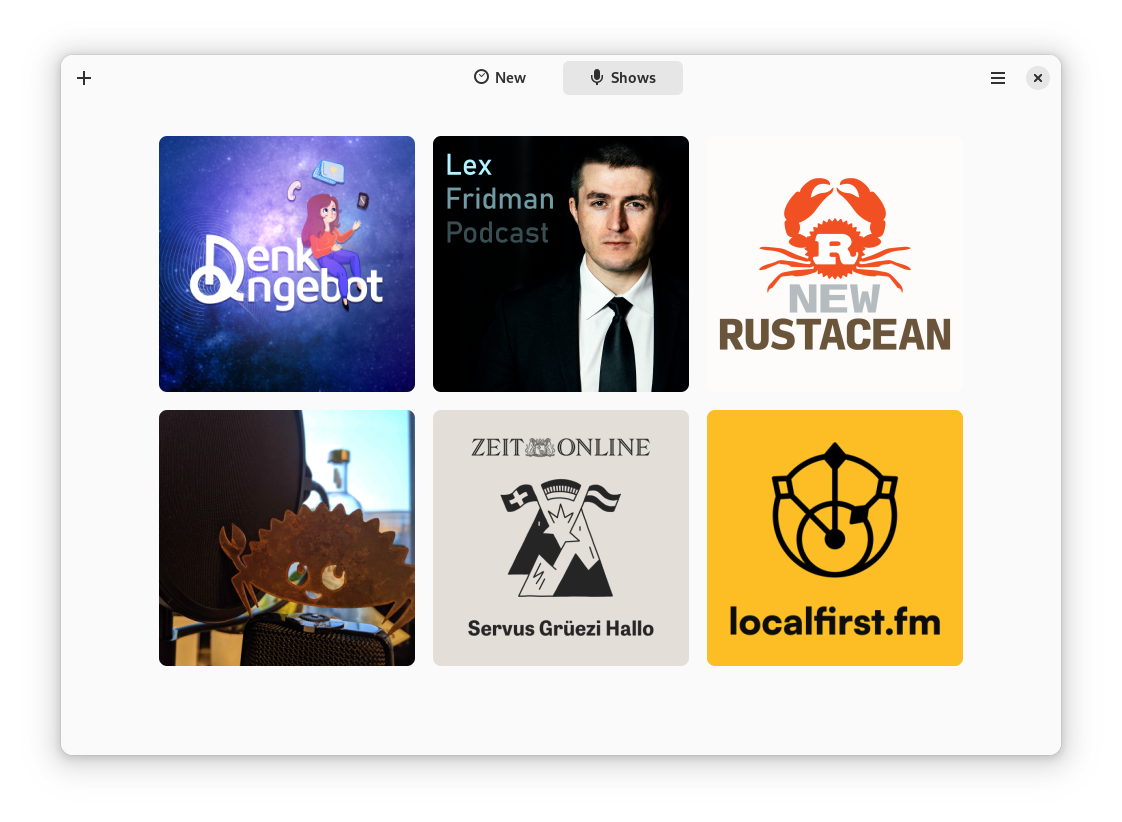 New
Shows
Denk
Angebot
Lex
Fridman
Podcast
R
NEW
RUSTACEAN
ZEIT ONLINE
Servus Grüezi Hallo
localfirst.fm